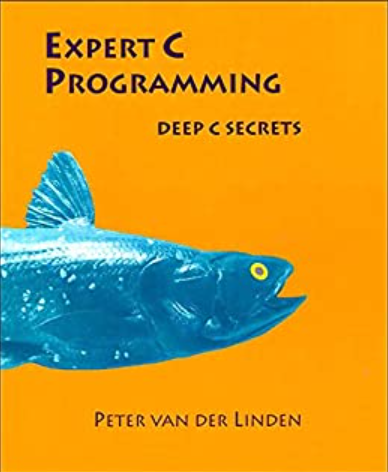 EXPERT C
PROGRAMMING
DEEP C SECRETS
PETER VAN DER LINDEN